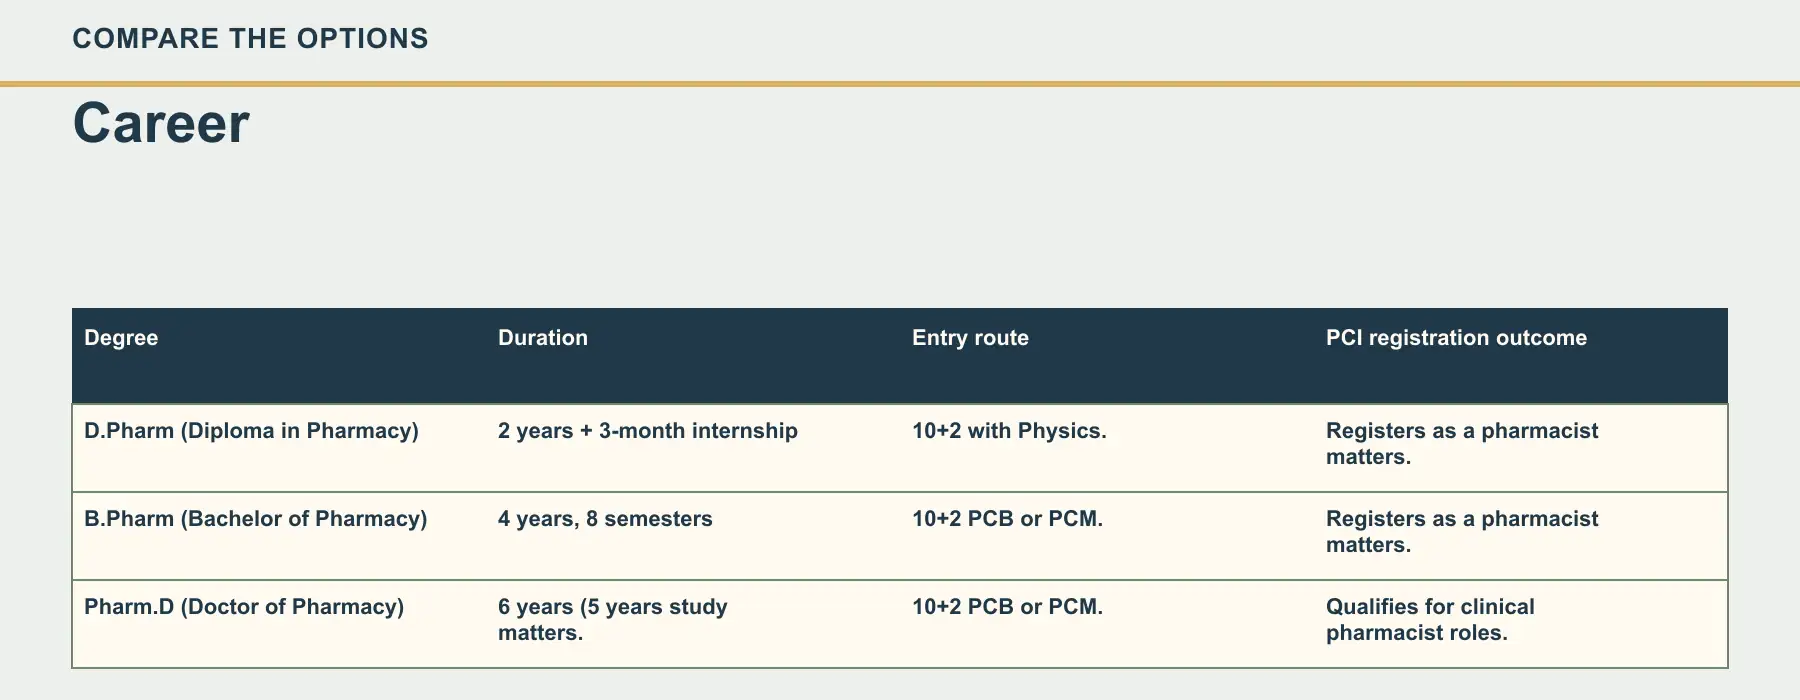 COMPARE THE OPTIONS
Career
Degree Duration Entry route PCI registration outcome
D.Pharm (Diploma in Pharmacy) 2 years + 3-month internship 10+2 with Physics. Registers as a pharmacist
matters.
B.Pharm (Bachelor of Pharmacy) 4 years, 8 semesters 10+2 PCB or PCM. Registers as a pharmacist
matters.
Pharm.D (Doctor of Pharmacy) 6 years (5 years study 10+2 PCB or PCM. Qualifies for clinical
matters. pharmacist roles.